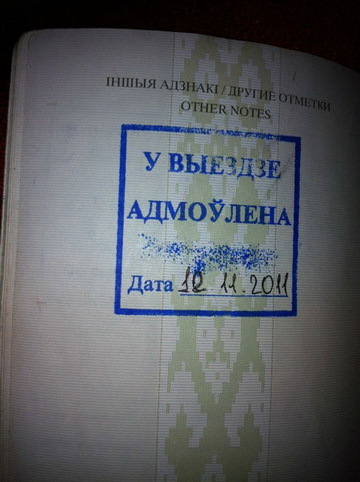 ІНШЫЯ АДЗНАКІ / ДРУГИЕ ОТМЕТКИ
OTHER NOTES
У ВЫЕЗДЗЕ
АДМОЎЛЕНА
Дата 12 11.2011